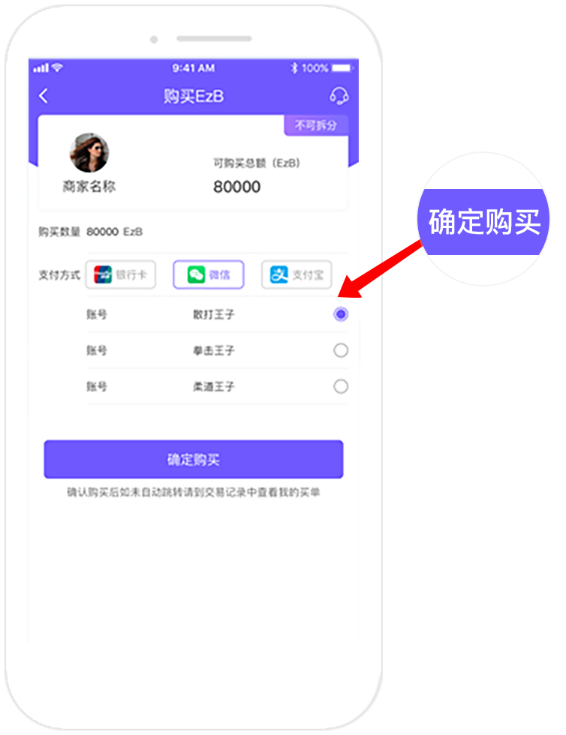 9:41 AM 100%
购买EzB
不可拆分
可购买总额（EzB）
商家名称 80000
确定购买
购买数量 80000 EzB
支付方式 银行卡 微信 支付宝
账号 散打王子
账号 拳击王子
账号 柔道王子
确定购买
确认购买后如未自动跳转请到交易记录中查看我的买单